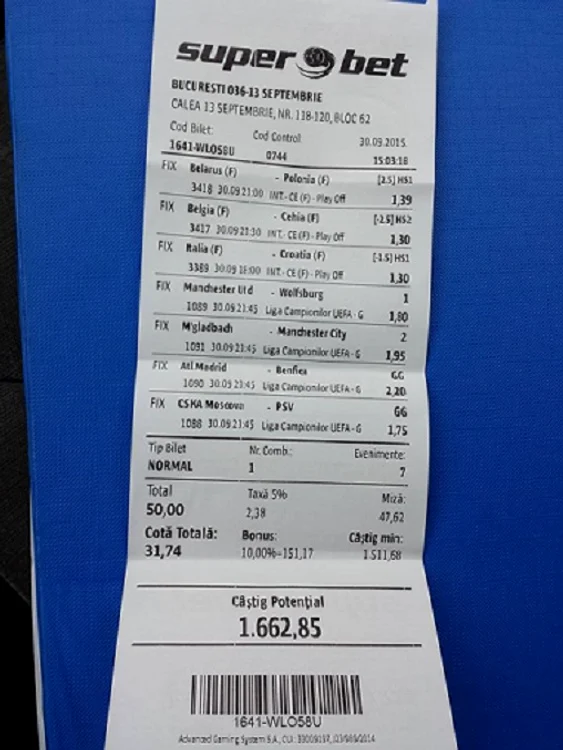 superbet
BUCURESTI 036-13 SEPTEMBRIE
CALEA 13 SEPTEMBRIE, NR. 118-120, BLOC 62
Cod Bilet: Cod Control: 30.09.2015
1641-WLO58U 0744 15:03:18
FIX Belarus (F) - Polonia (F) [2.5] HS1
3418 30.09 21:00 INT.- CE (F) - Play Off 1,39
FIX Belgia (F) - Cehia (F) [-2.5] HS2
3417 30.09 21:30 INT.- CE (F) - Play Off 1,30
FIX Italia (F) - Croatia (F) [-1.5] HS1
3389 30.09 18:00 INT.- CE (F) - Play Off 1,30
FIX Manchester Utd - Wolfsburg 1
1089 30.09 21:45 Liga Campionilor UEFA - G 1,80
FIX M'gladbach - Manchester City 2
1091 30.09 21:45 Liga Campionilor UEFA - G 1,95
FIX Atl.Madrid - Benfica GG
1090 30.09 21:45 Liga Campionilor UEFA - G 2,20
FIX CSKA Moscova - PSV GG
1088 30.09 21:45 Liga Campionilor UEFA - G 1,75
Tip Bilet Nr. Comb.: Evenimente:
NORMAL 1 7
Total Taxă 5% Miză:
50,00 2,38 47,62
Cotă Totală: Bonus: Câştig min:
31,74 10,00%=151,17 1.511,68
Câştig Potenţial
1.662,85
1641-WLO58U
Advanced Gaming System S.A., CUI: